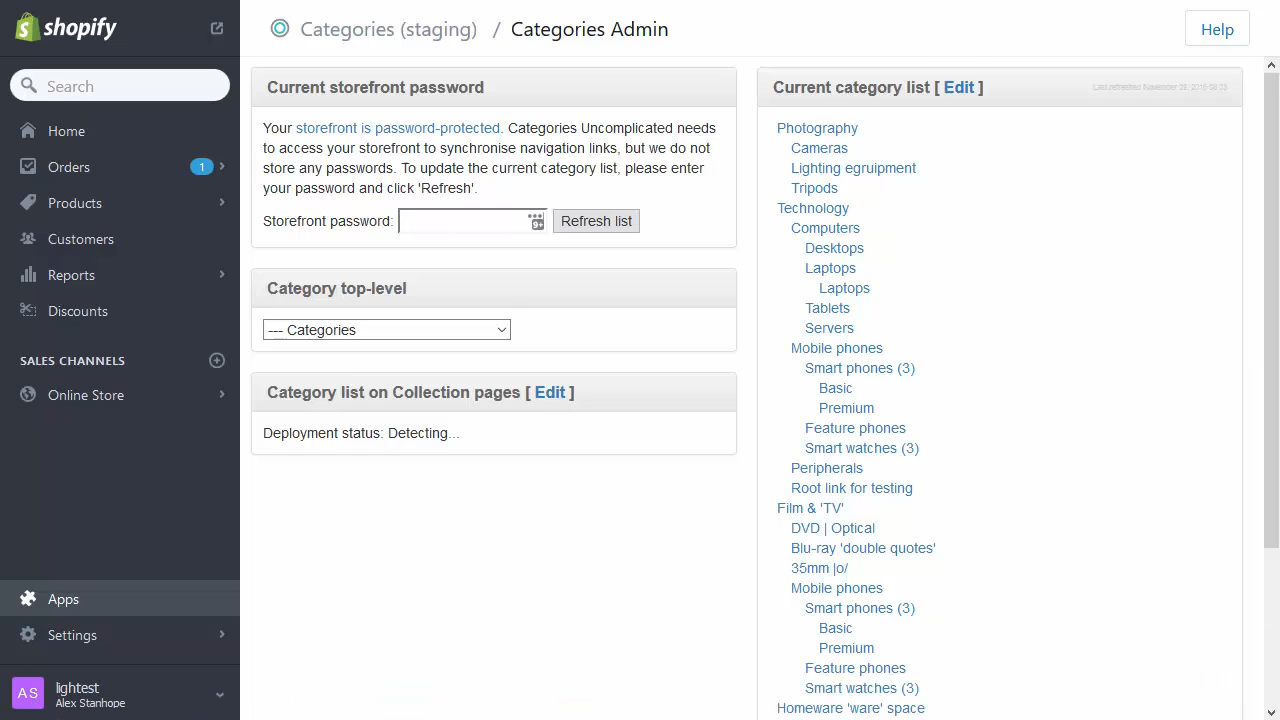 shopify
Search
Home
Orders 1
Products
Customers
Reports
Discounts
SALES CHANNELS
Online Store
Apps
Settings
AS
lightest
Alex Stanhope
Categories (staging) / Categories Admin
Help
Current storefront password
Your storefront is password-protected. Categories Uncomplicated needs
to access your storefront to synchronise navigation links, but we do not
store any passwords. To update the current category list, please enter
your password and click 'Refresh'.
Storefront password: 9+ Refresh list
Category top-level
--- Categories
Category list on Collection pages [ Edit ]
Deployment status: Detecting...
Current category list [ Edit ]
Photography
Cameras
Lighting egruipment
Tripods
Technology
Computers
Desktops
Laptops
Laptops
Tablets
Servers
Mobile phones
Smart phones (3)
Basic
Premium
Feature phones
Smart watches (3)
Peripherals
Root link for testing
Film & 'TV'
DVD | Optical
Blu-ray 'double quotes'
35mm |o/
Mobile phones
Smart phones (3)
Basic
Premium
Feature phones
Smart watches (3)
Homeware 'ware' space